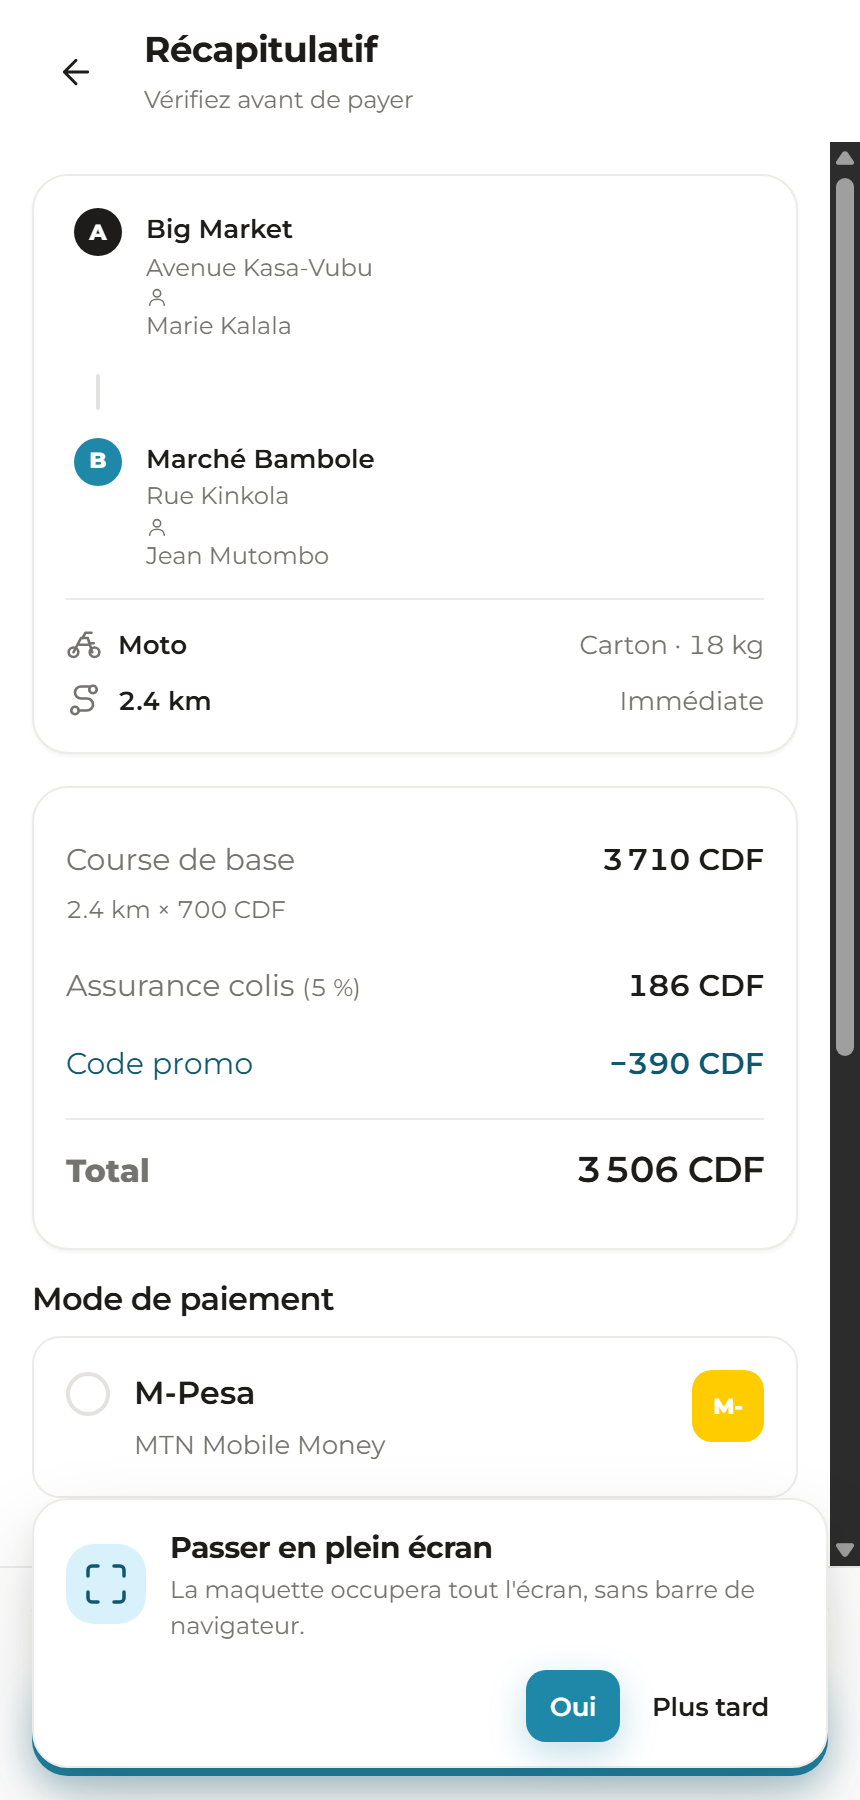 Récapitulatif
Vérifiez avant de payer
A
Big Market
Avenue Kasa-Vubu
Marie Kalala
B
Marché Bambole
Rue Kinkola
Jean Mutombo
Moto
Carton · 18 kg
2.4 km
Immédiate
Course de base
3 710 CDF
2.4 km × 700 CDF
Assurance colis (5 %)
186 CDF
Code promo
−390 CDF
Total
3 506 CDF
Mode de paiement
M-Pesa
MTN Mobile Money
M-
Passer en plein écran
La maquette occupera tout l'écran, sans barre de
navigateur.
Oui
Plus tard